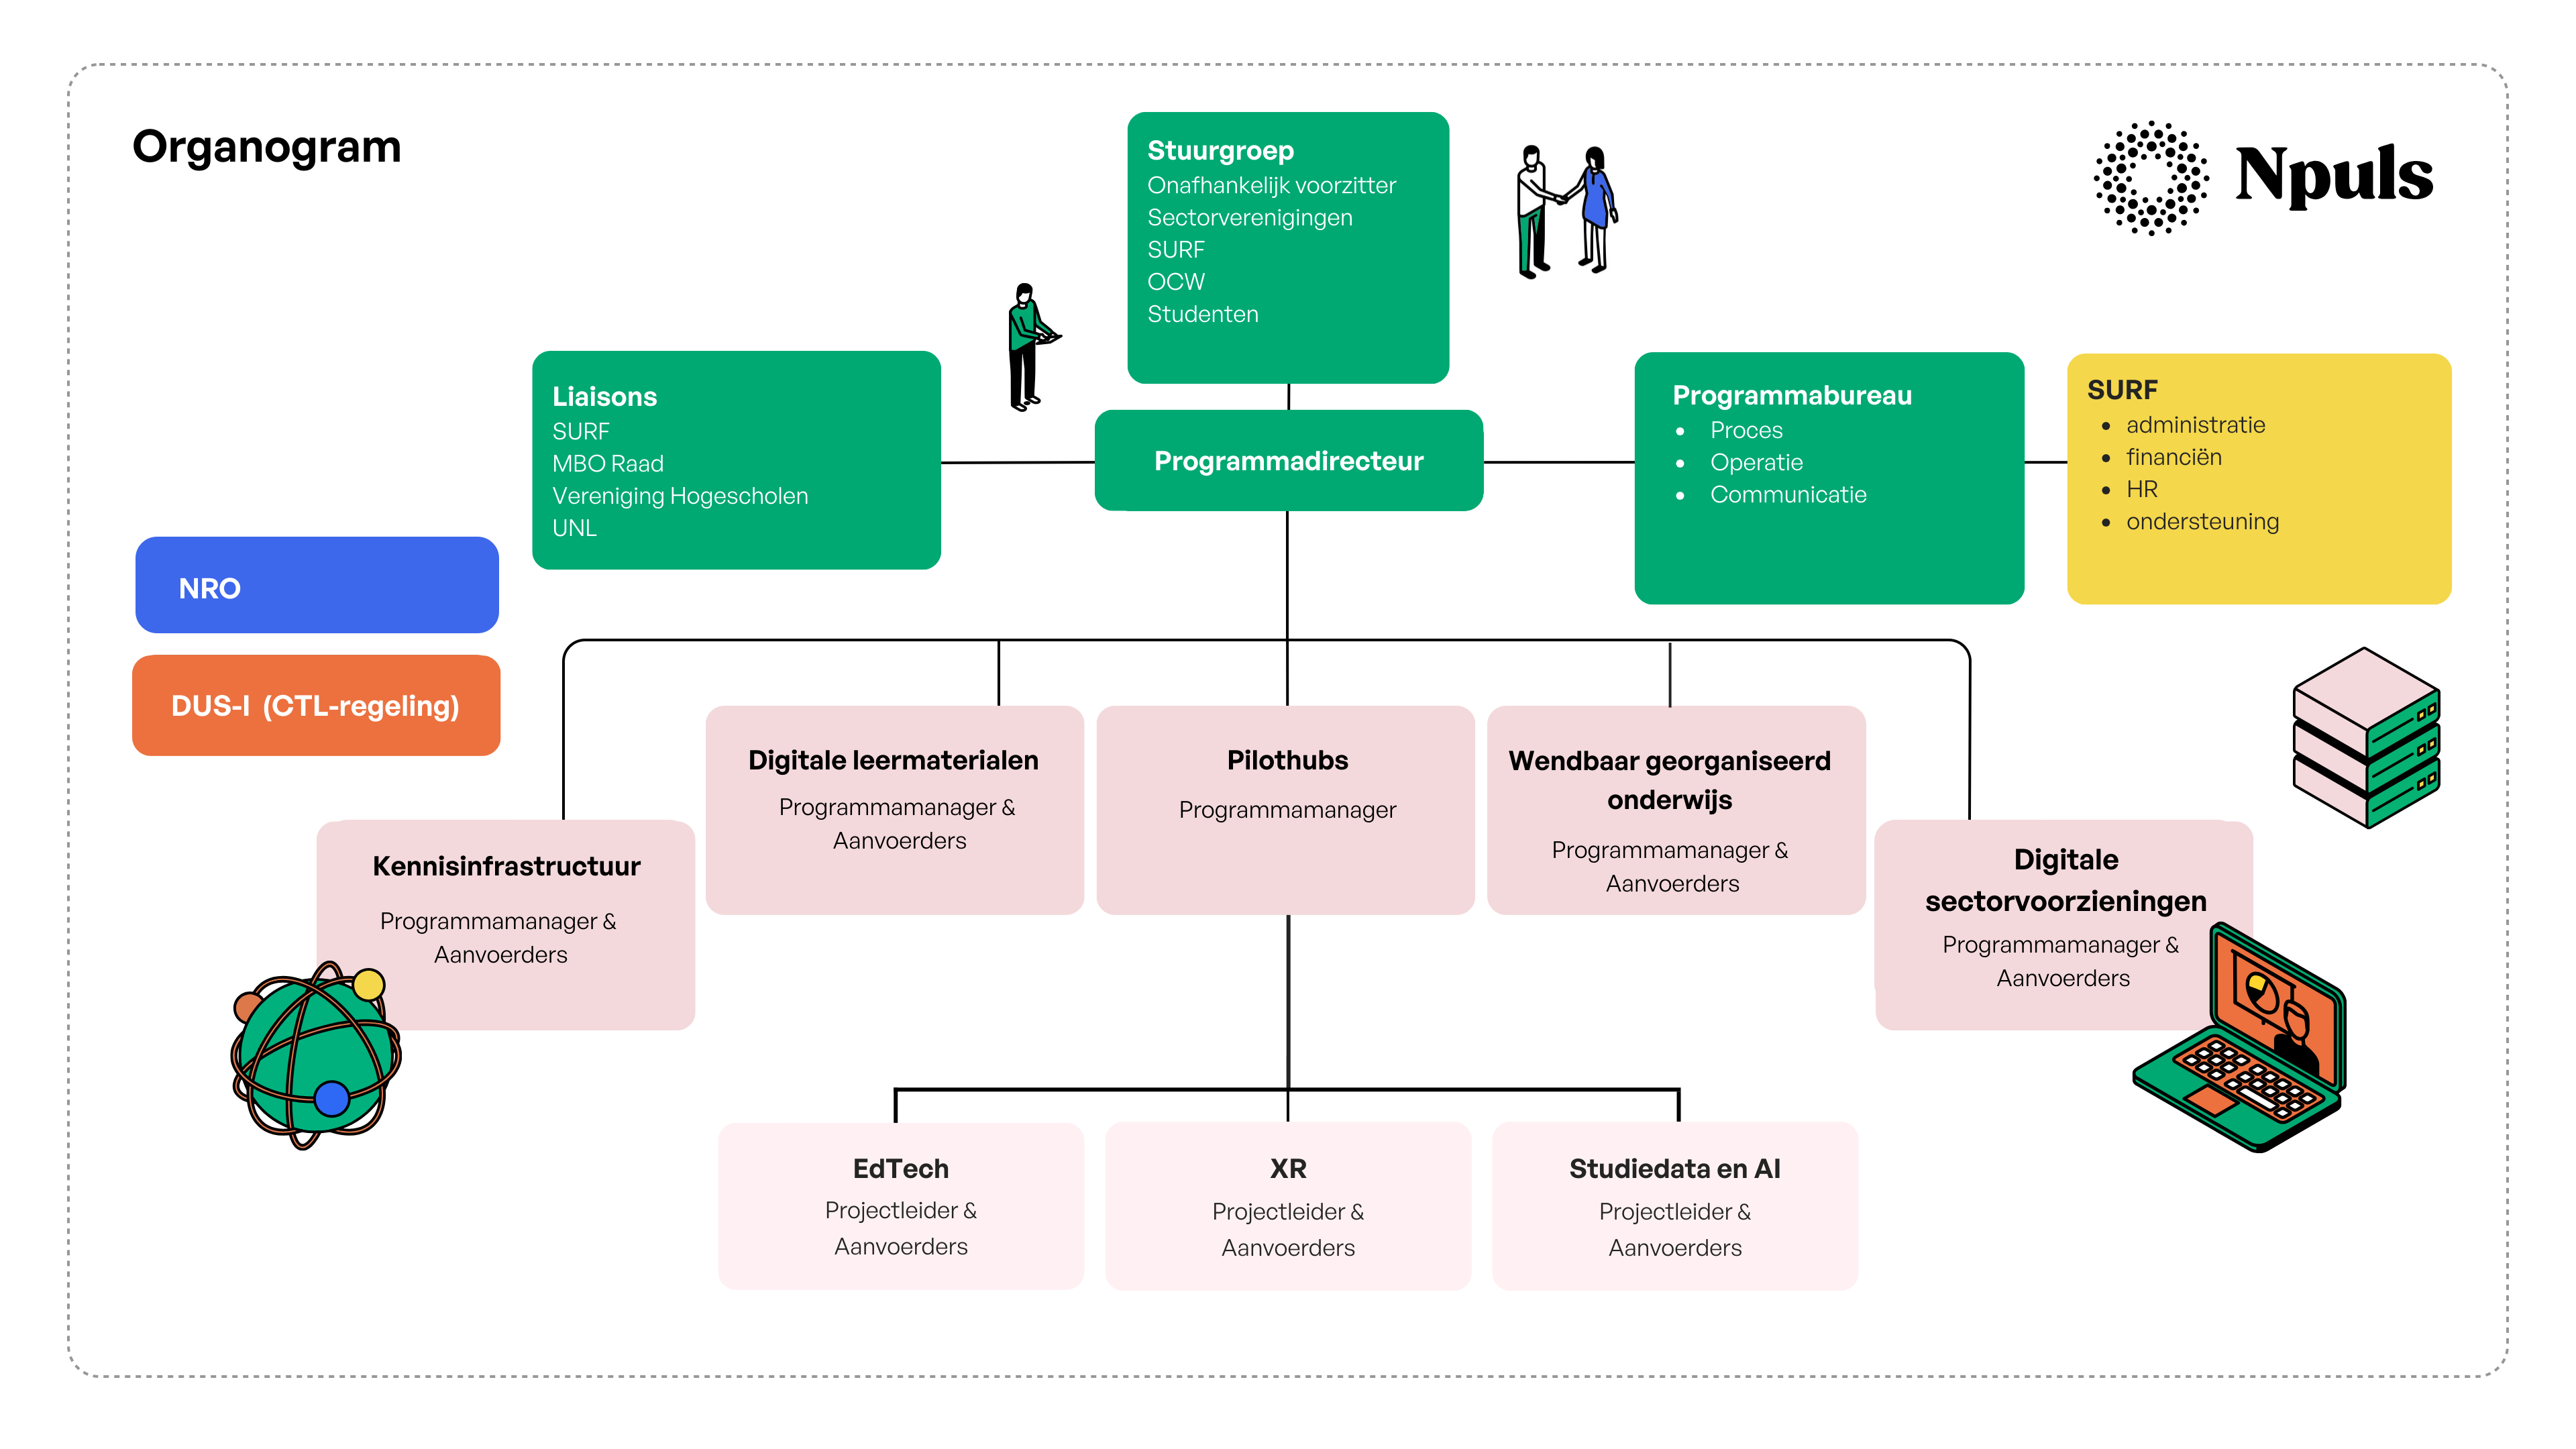 Organogram
Npuls
Stuurgroep
Onafhankelijk voorzitter
Sectorverenigingen
SURF
OCW
Studenten
Liaisons
SURF
MBO Raad
Vereniging Hogescholen
UNL
Programmadirecteur
Programmabureau
• Proces
• Operatie
• Communicatie
SURF
• administratie
• financiën
• HR
• ondersteuning
NRO
DUS-I (CTL-regeling)
Kennisinfrastructuur
Programmamanager &
Aanvoerders
Digitale leermaterialen
Programmamanager &
Aanvoerders
Pilothubs
Programmamanager
Wendbaar georganiseerd
onderwijs
Programmamanager &
Aanvoerders
Digitale
sectorvoorzieningen
Programmamanager &
Aanvoerders
EdTech
Projectleider &
Aanvoerders
XR
Projectleider &
Aanvoerders
Studiedata en AI
Projectleider &
Aanvoerders